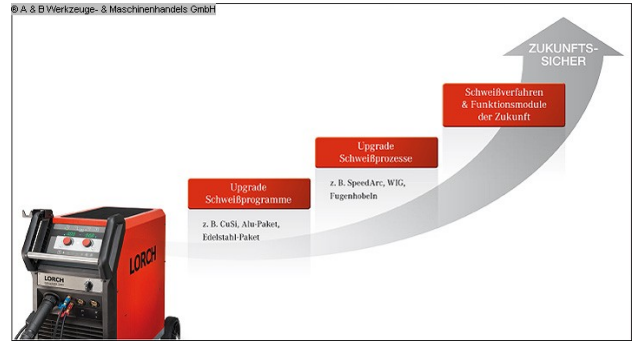 © A & B Werkzeuge- & Maschinenhandels GmbH
ZUKUNFTS-
SICHER
Schweißverfahren
& Funktionsmodule
der Zukunft
Upgrade
Schweißprozesse
z. B. SpeedArc, WIG,
Fugenhobeln
Upgrade
Schweißprogramme
z. B. CuSi, Alu-Paket,
Edelstahl-Paket
LORCH
LORCH